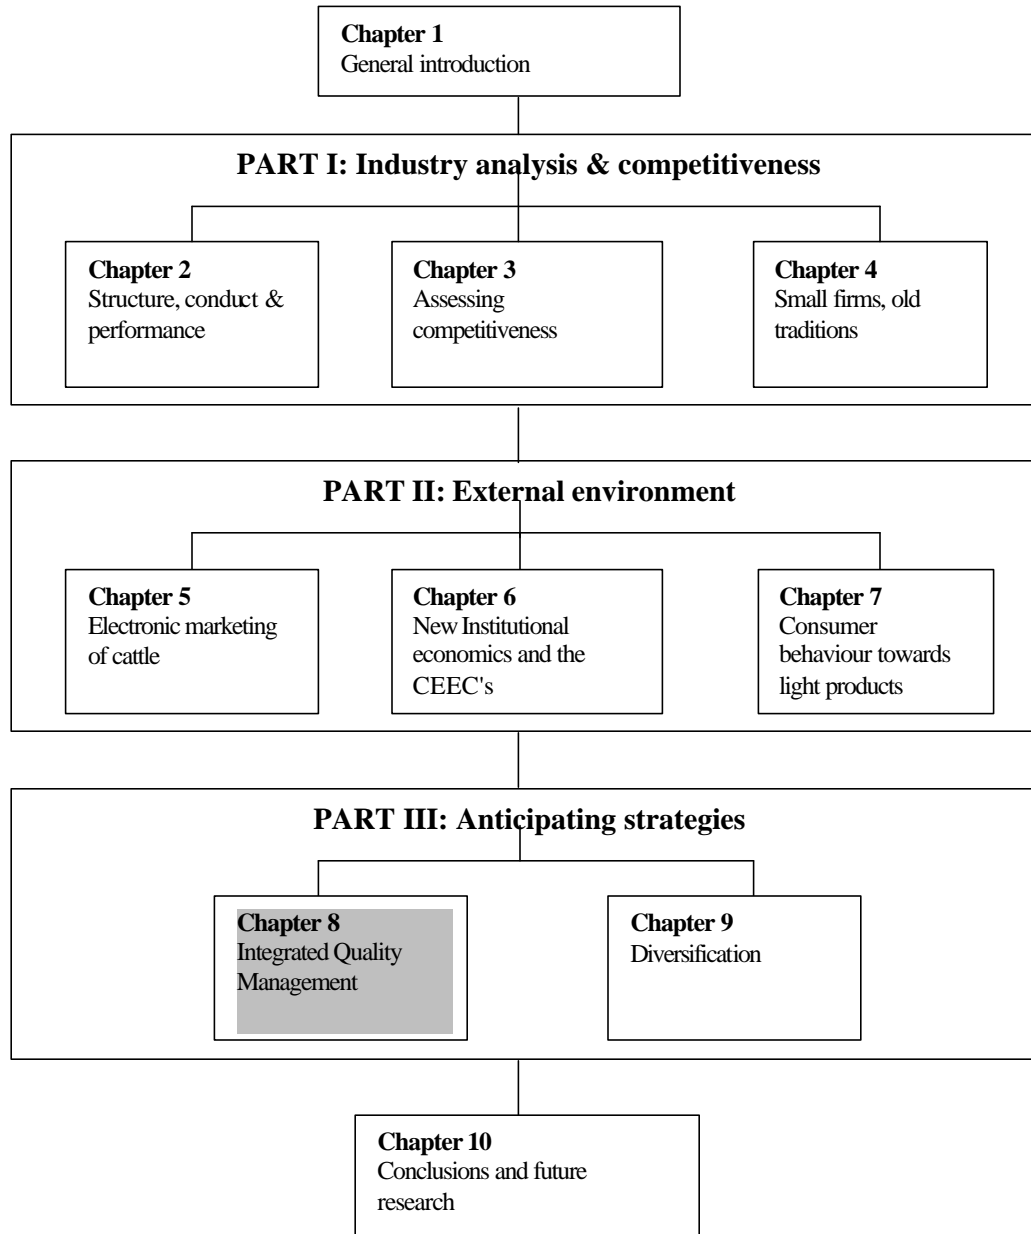 Chapter 1
General introduction
PART I: Industry analysis & competitiveness
Chapter 2
Structure, conduct &
performance
Chapter 3
Assessing
competitiveness
Chapter 4
Small firms, old
traditions
PART II: External environment
Chapter 5
Electronic marketing
of cattle
Chapter 6
New Institutional
economics and the
CEEC's
Chapter 7
Consumer
behaviour towards
light products
PART III: Anticipating strategies
Chapter 8
Integrated Quality
Management
Chapter 9
Diversification
Chapter 10
Conclusions and future
research